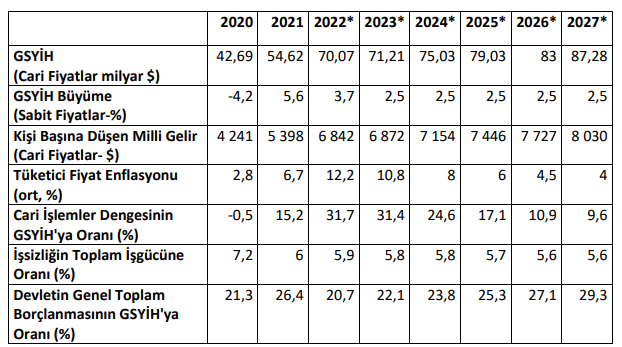 2020 2021 2022* 2023* 2024* 2025* 2026* 2027*
GSYİH 42,69 54,62 70,07 71,21 75,03 79,03 83 87,28
(Cari Fiyatlar milyar $)
GSYİH Büyüme -4,2 5,6 3,7 2,5 2,5 2,5 2,5 2,5
(Sabit Fiyatlar-%)
Kişi Başına Düşen Milli Gelir 4 241 5 398 6 842 6 872 7 154 7 446 7 727 8 030
(Cari Fiyatlar- $)
Tüketici Fiyat Enflasyonu 2,8 6,7 12,2 10,8 8 6 4,5 4
(ort, %)
Cari İşlemler Dengesinin -0,5 15,2 31,7 31,4 24,6 17,1 10,9 9,6
GSYİH'ya Oranı (%)
İşsizliğin Toplam İşgücüne 7,2 6 5,9 5,8 5,8 5,7 5,6 5,6
Oranı (%)
Devletin Genel Toplam 21,3 26,4 20,7 22,1 23,8 25,3 27,1 29,3
Borçlanmasının GSYİH'ya
Oranı (%)